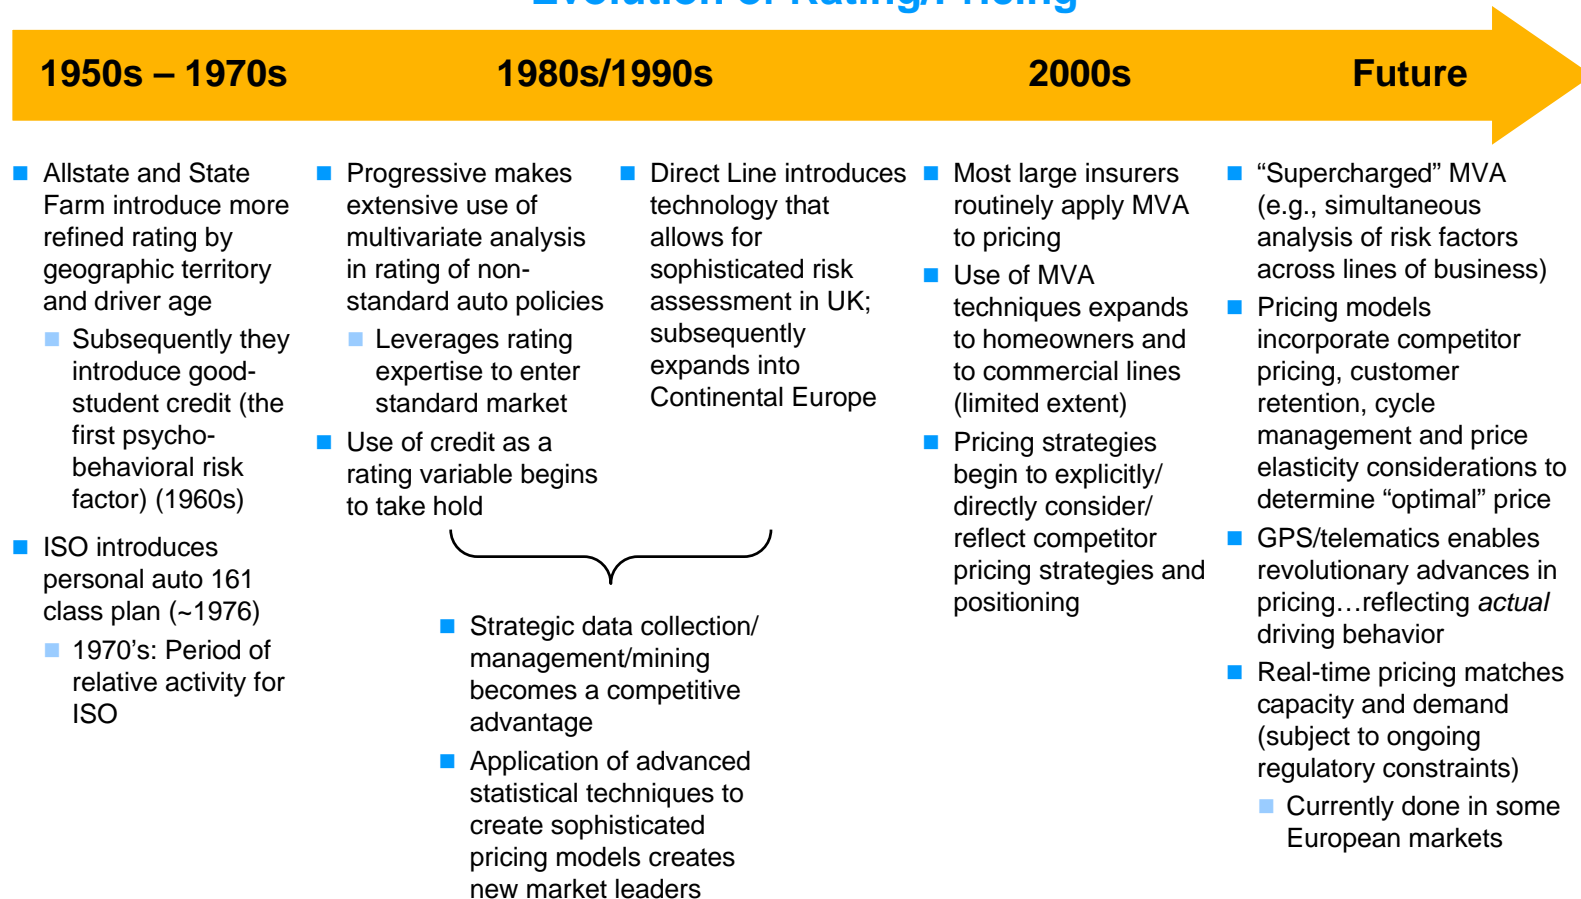 Evolution of Rating/Pricing
1950s – 1970s
1980s/1990s
2000s
Future
Allstate and State
Farm introduce more
refined rating by
geographic territory
and driver age
Subsequently they
introduce good-
student credit (the
first psycho-
behavioral risk
factor) (1960s)
ISO introduces
personal auto 161
class plan (~1976)
1970's: Period of
relative activity for
ISO
Progressive makes
extensive use of
multivariate analysis
in rating of non-
standard auto policies
Leverages rating
expertise to enter
standard market
Use of credit as a
rating variable begins
to take hold
Direct Line introduces
technology that
allows for
sophisticated risk
assessment in UK;
subsequently
expands into
Continental Europe
Strategic data collection/
management/mining
becomes a competitive
advantage
Application of advanced
statistical techniques to
create sophisticated
pricing models creates
new market leaders
Most large insurers
routinely apply MVA
to pricing
Use of MVA
techniques expands
to homeowners and
to commercial lines
(limited extent)
Pricing strategies
begin to explicitly/
directly consider/
reflect competitor
pricing strategies and
positioning
“Supercharged” MVA
(e.g., simultaneous
analysis of risk factors
across lines of business)
Pricing models
incorporate competitor
pricing, customer
retention, cycle
management and price
elasticity considerations to
determine “optimal” price
GPS/telematics enables
revolutionary advances in
pricing…reflecting actual
driving behavior
Real-time pricing matches
capacity and demand
(subject to ongoing
regulatory constraints)
Currently done in some
European markets